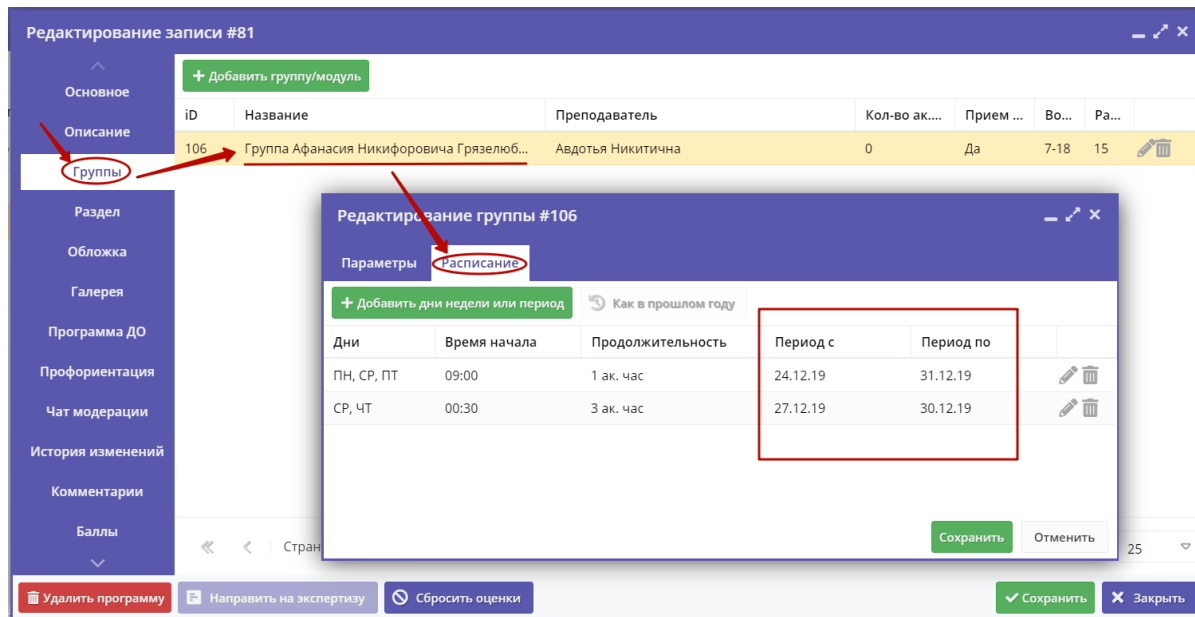 Редактирование записи #81
Основное
Описание
Группы
Раздел
Обложка
Галерея
Программа ДО
Профориентация
Чат модерации
История изменений
Комментарии
Баллы
+ Добавить группу/модуль
iD Название Преподаватель Кол-во ак.... Прием ... Во... Ра...
106 Группа Афанасия Никифоровича Грязелюб... Авдотья Никитична 0 Да 7-18 15
Редактирование группы #106
Параметры Расписание
+ Добавить дни недели или период Как в прошлом году
Дни Время начала Продолжительность Период с Период по
ПН, СР, ПТ 09:00 1 ак. час 24.12.19 31.12.19
СР, ЧТ 00:30 3 ак. час 27.12.19 30.12.19
Сохранить Отменить
Стран 25
Удалить программу Направить на экспертизу Сбросить оценки Сохранить Закрыть